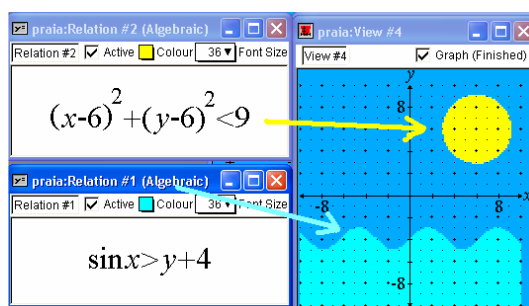 praia:Relation #2 (Algebraic)
Relation #2 Active Colour 36 Font Size
(x-6)²+(y-6)²<9
praia:Relation #1 (Algebraic)
Relation #1 Active Colour 36 Font Size
sinx>y+4
praia:View #4
View #4 Graph (Finished)
y
8
x
-8
8
-8